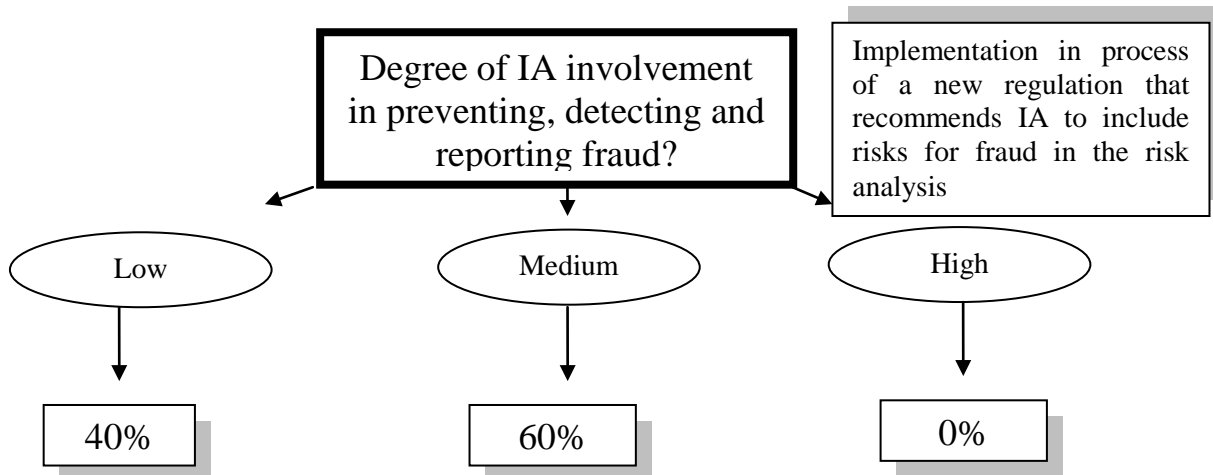 Degree of IA involvement
in preventing, detecting and
reporting fraud?
Implementation in process
of a new regulation that
recommends IA to include
risks for fraud in the risk
analysis
Low
Medium
High
40%
60%
0%